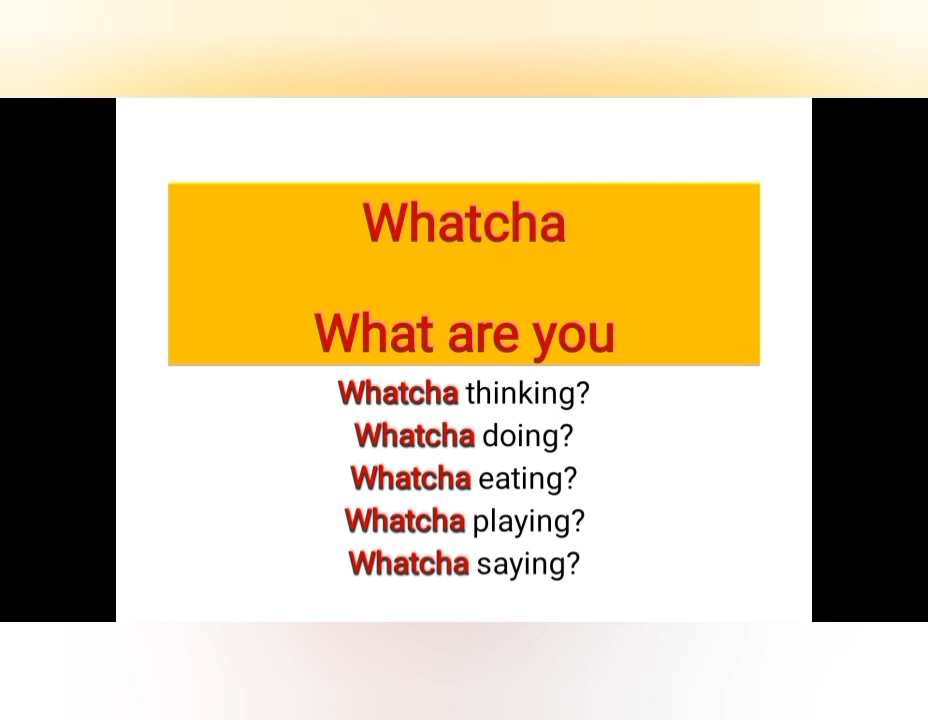 Whatcha
What are you
Whatcha thinking?
Whatcha doing?
Whatcha eating?
Whatcha playing?
Whatcha saying?